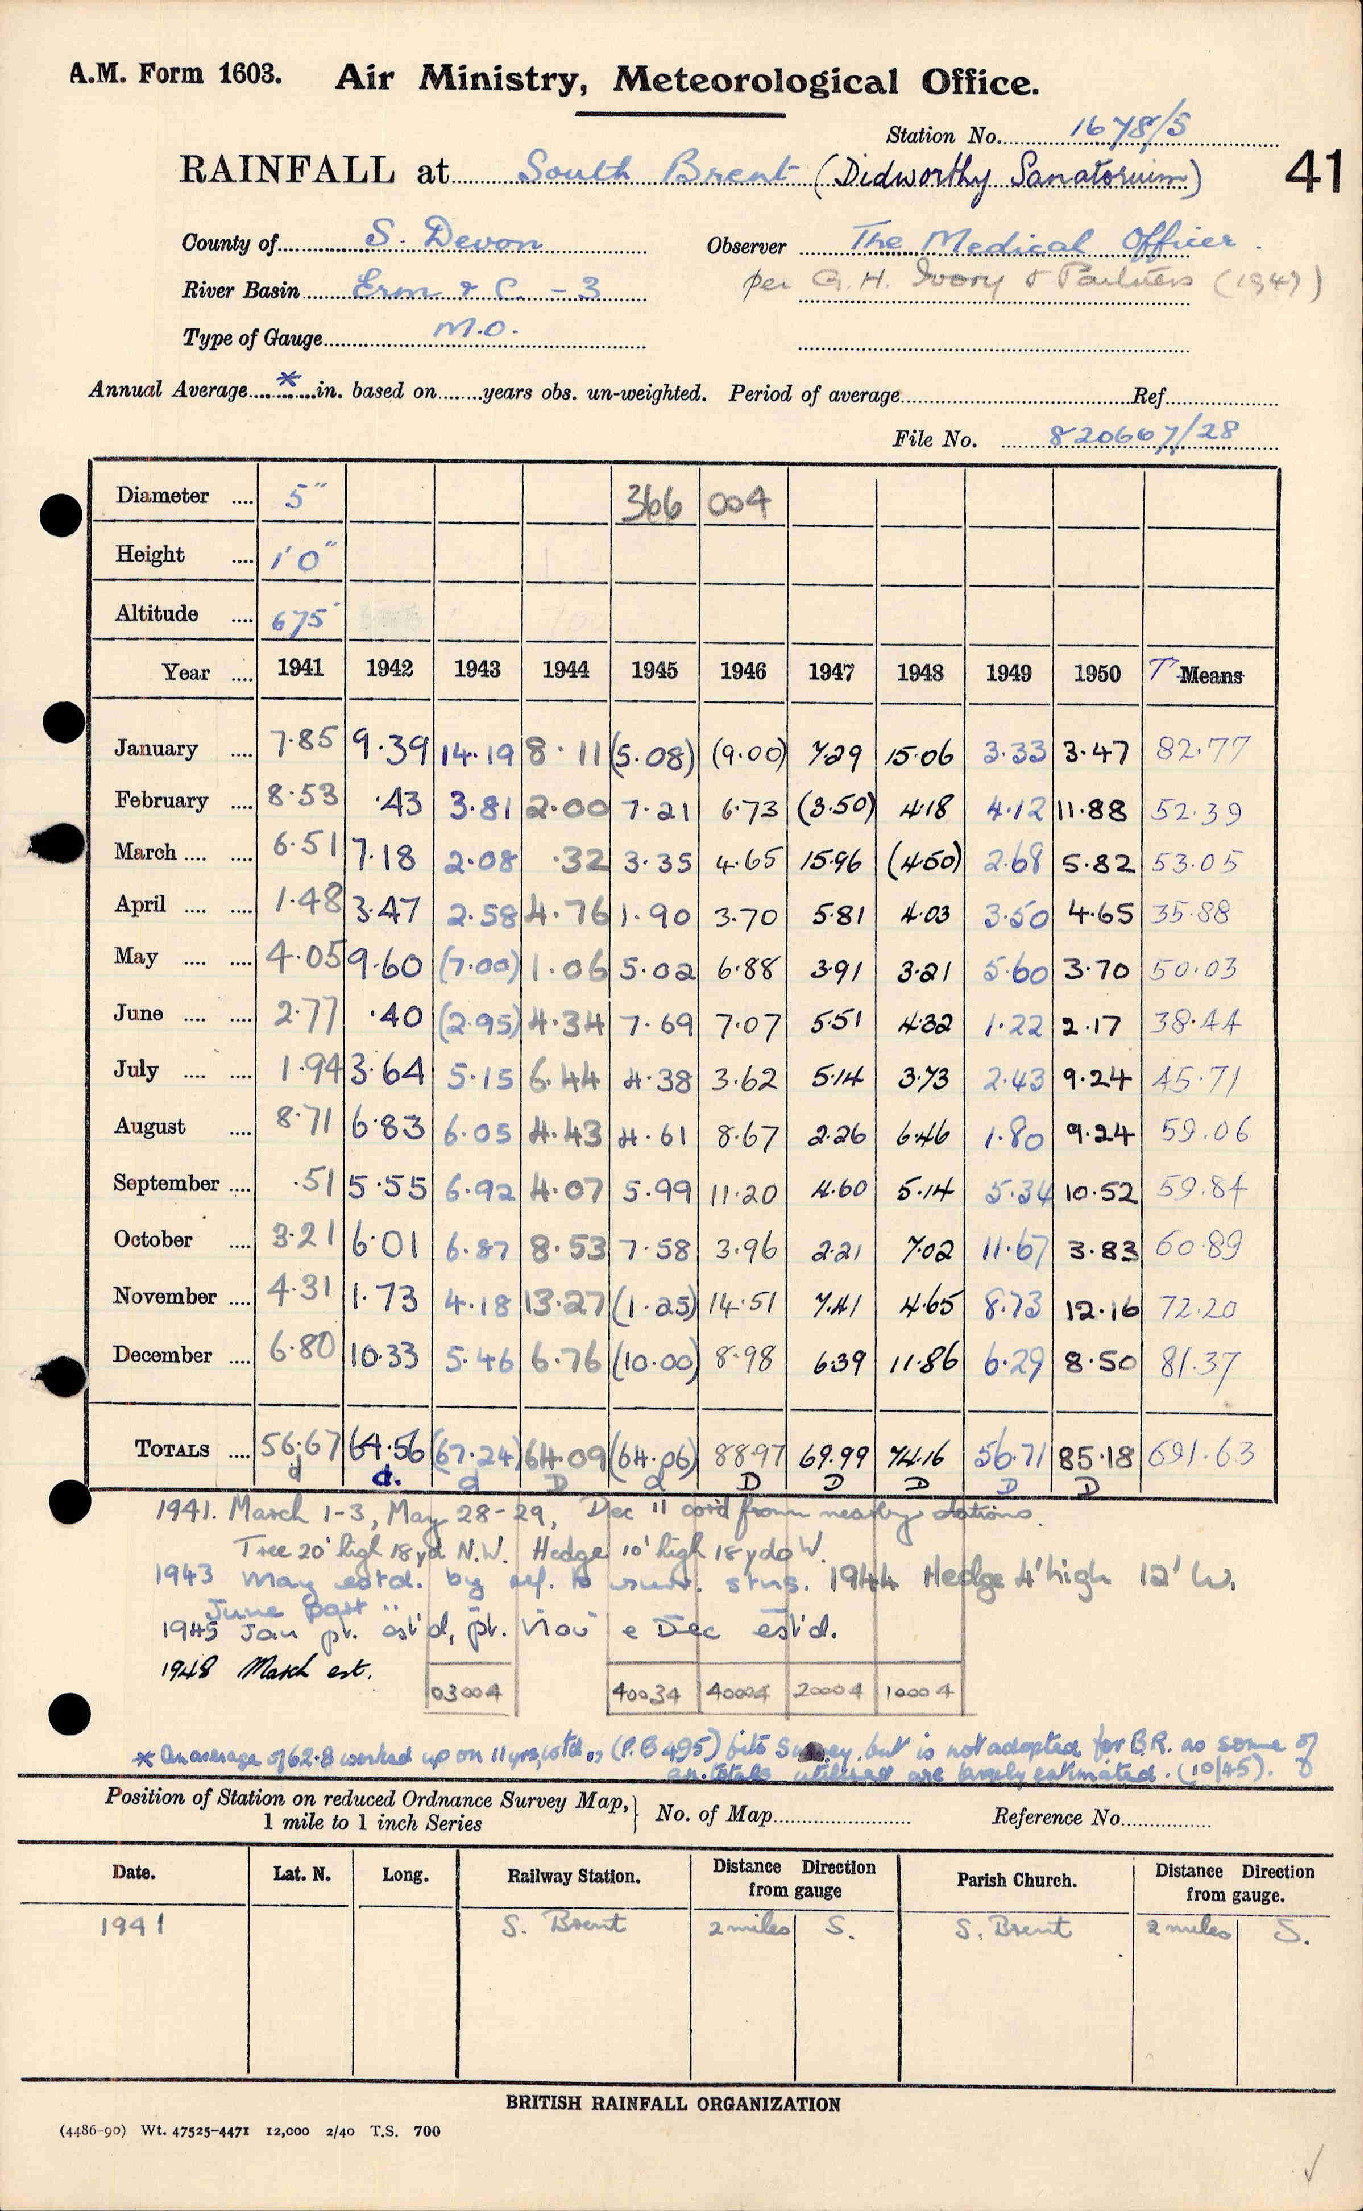 A.M. Form 1603. Air Ministry, Meteorological Office.
Station No. 1678/5
RAINFALL at South Brent (Didworthy Sanatorium)
41
County of S. Devon Observer The Medical Officer.
River Basin Erm & C. - 3 per G. H. Ivory & Partners (1947)
Type of Gauge M.O.
Annual Average * in. based on years obs. un-weighted. Period of average Ref
File No. 820667/28
Diameter 5" 366 004
Height 1'0"
Altitude 675'
Year 1941 1942 1943 1944 1945 1946 1947 1948 1949 1950 T Means
January 7.85 9.39 14.19 8.11 (5.08) (9.00) 7.29 15.06 3.33 3.47 82.77
February 8.53 .43 3.81 2.00 7.21 6.73 (3.50) 4.18 4.12 11.88 52.39
March 6.51 7.18 2.08 .32 3.35 4.65 15.96 (4.50) 2.68 5.82 53.05
April 1.48 3.47 2.58 4.76 1.90 3.70 5.81 4.03 3.50 4.65 35.88
May 4.05 9.60 (7.00) 1.06 5.02 6.88 3.91 3.21 5.60 3.70 50.03
June 2.77 .40 (2.95) 4.34 7.69 7.07 5.51 4.32 1.22 2.17 38.44
July 1.94 3.64 5.15 6.44 4.38 3.62 5.14 3.73 2.43 9.24 45.71
August 8.71 6.83 6.05 4.43 4.61 8.67 2.26 6.46 1.80 9.24 59.06
September .51 5.55 6.92 4.07 5.99 11.20 4.60 5.14 5.34 10.52 59.84
October 3.21 6.01 6.87 8.53 7.58 3.96 2.21 7.02 11.67 3.83 60.89
November 4.31 1.73 4.18 13.27 (1.25) 14.51 7.41 4.65 8.73 12.16 72.20
December 6.80 10.33 5.46 6.76 (10.00) 8.98 6.39 11.86 6.29 8.50 81.37
TOTALS 56.67 64.56 (67.24) 64.09 (64.06) 88.97 69.99 74.16 56.71 85.18 691.63
d d. d D d D D D D D
1941. March 1-3, May 28-29, Dec 11 cor'd from nearby stations.
Tree 20' high 18 yd N.W. Hedge 10' high 18 yds W.
1943 May estd. by ref. to surr. stns. 1944 Hedge 4' high 12' W.
June part "
1945 Jan pt. est'd, pt. Nov e Dec est'd.
1948 March est.
03004 40034 40004 20004 10004
* An average of 62.8 worked up on 11 yrs, (P.B 495) fits Survey, but is not adopted for B.R. as some of
an. totals utilised are largely estimated. (10/45).
Position of Station on reduced Ordnance Survey Map, 1 mile to 1 inch Series No. of Map Reference No.
Date. Lat. N. Long. Railway Station. Distance Direction from gauge Parish Church. Distance Direction from gauge.
1941 S. Brent 2 miles S. S. Brent 2 miles S.
BRITISH RAINFALL ORGANIZATION
(4486-90) Wt. 47525-4471 12,000 2/40 T.S. 700